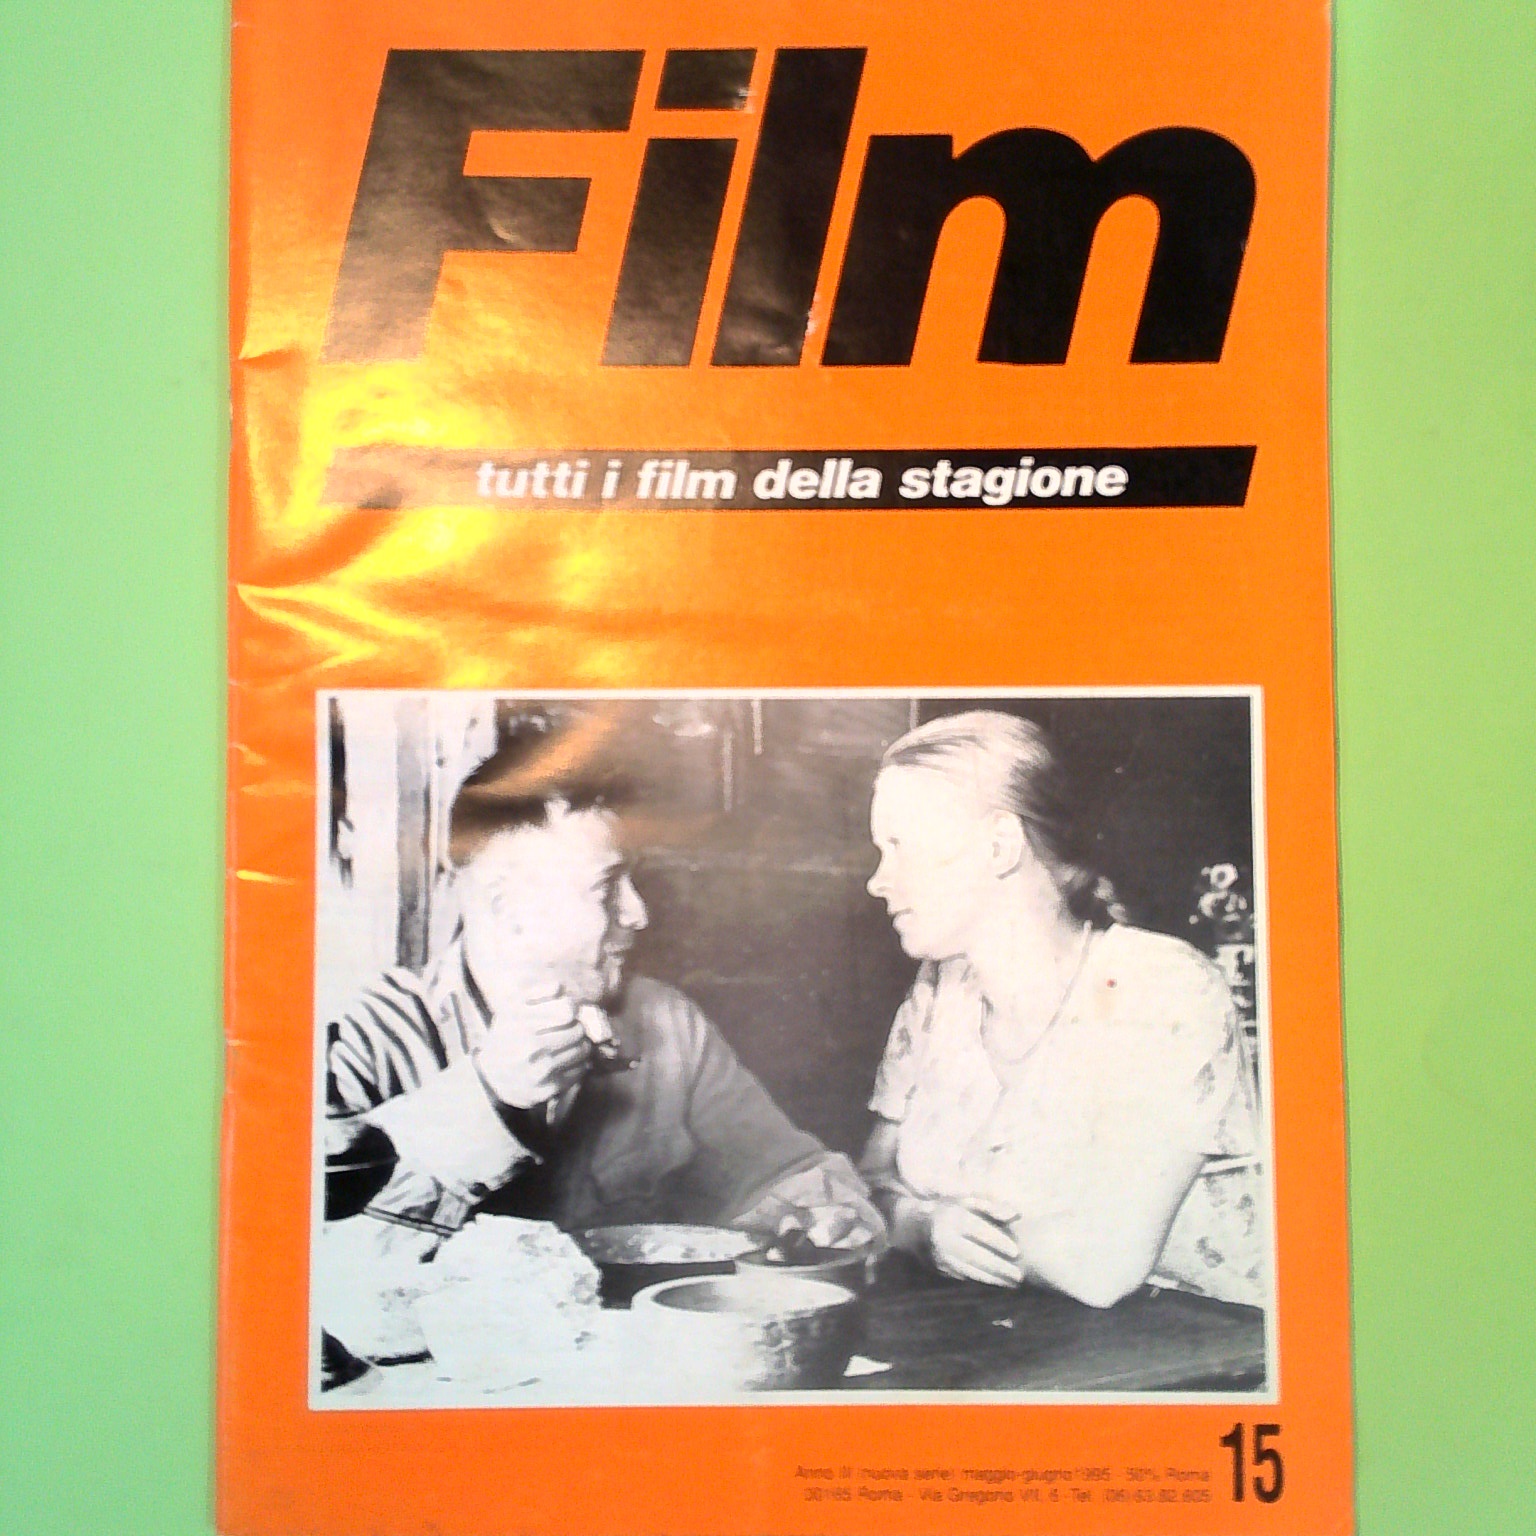 Film
tutti i film della stagione
15
Anno III (nuova serie) maggio-giugno 1995 - 50% Roma
00165 Roma - Via Gregorio VII, 6 - Tel. (06) 63.82.605